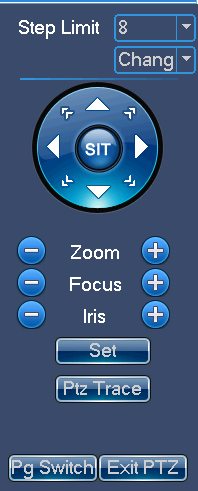 Step Limit 8
Chang
SIT
Zoom
Focus
Iris
Set
Ptz Trace
Pg Switch Exit PTZ